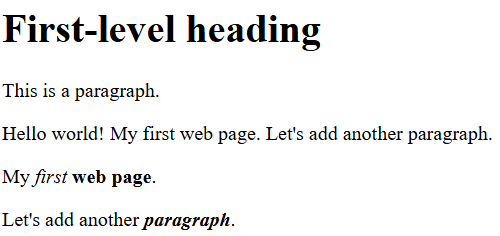 First-level heading
This is a paragraph.
Hello world! My first web page. Let's add another paragraph.
My first web page.
Let's add another paragraph.